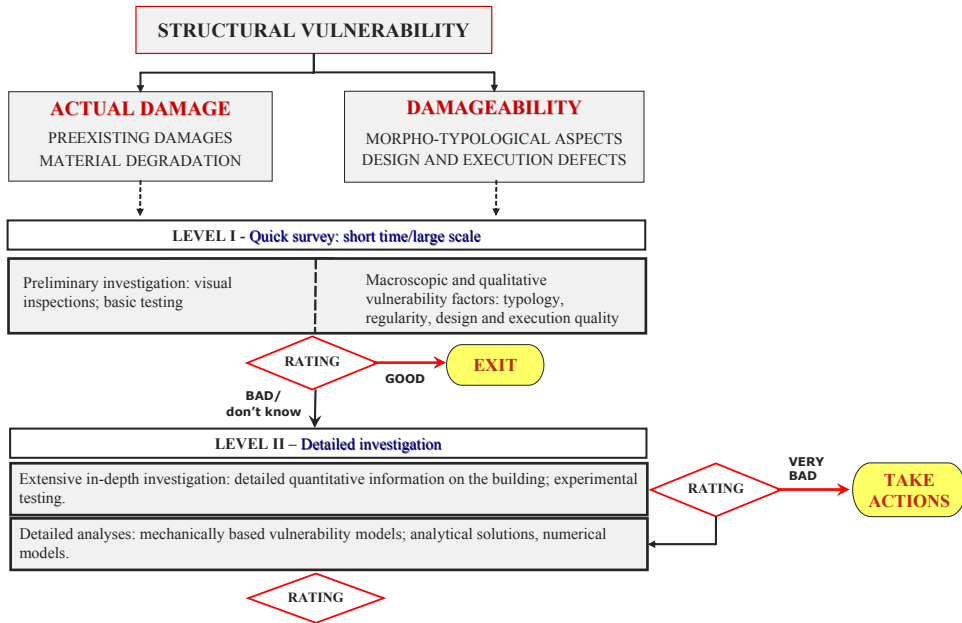 STRUCTURAL VULNERABILITY
ACTUAL DAMAGE
PREEXISTING DAMAGES
MATERIAL DEGRADATION
DAMAGEABILITY
MORPHO-TYPOLOGICAL ASPECTS
DESIGN AND EXECUTION DEFECTS
LEVEL I - Quick survey: short time/large scale
Preliminary investigation: visual
inspections; basic testing
Macroscopic and qualitative
vulnerability factors: typology,
regularity, design and execution quality
RATING
GOOD
EXIT
BAD/
don't know
LEVEL II – Detailed investigation
Extensive in-depth investigation: detailed quantitative information on the building; experimental
testing.
RATING
VERY
BAD
TAKE
ACTIONS
Detailed analyses: mechanically based vulnerability models; analytical solutions, numerical
models.
RATING